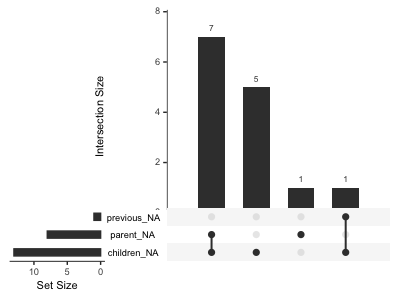 8
7
6
5
4
2
1
1
0
Intersection Size
previous_NA
parent_NA
children_NA
10 5 0
Set Size